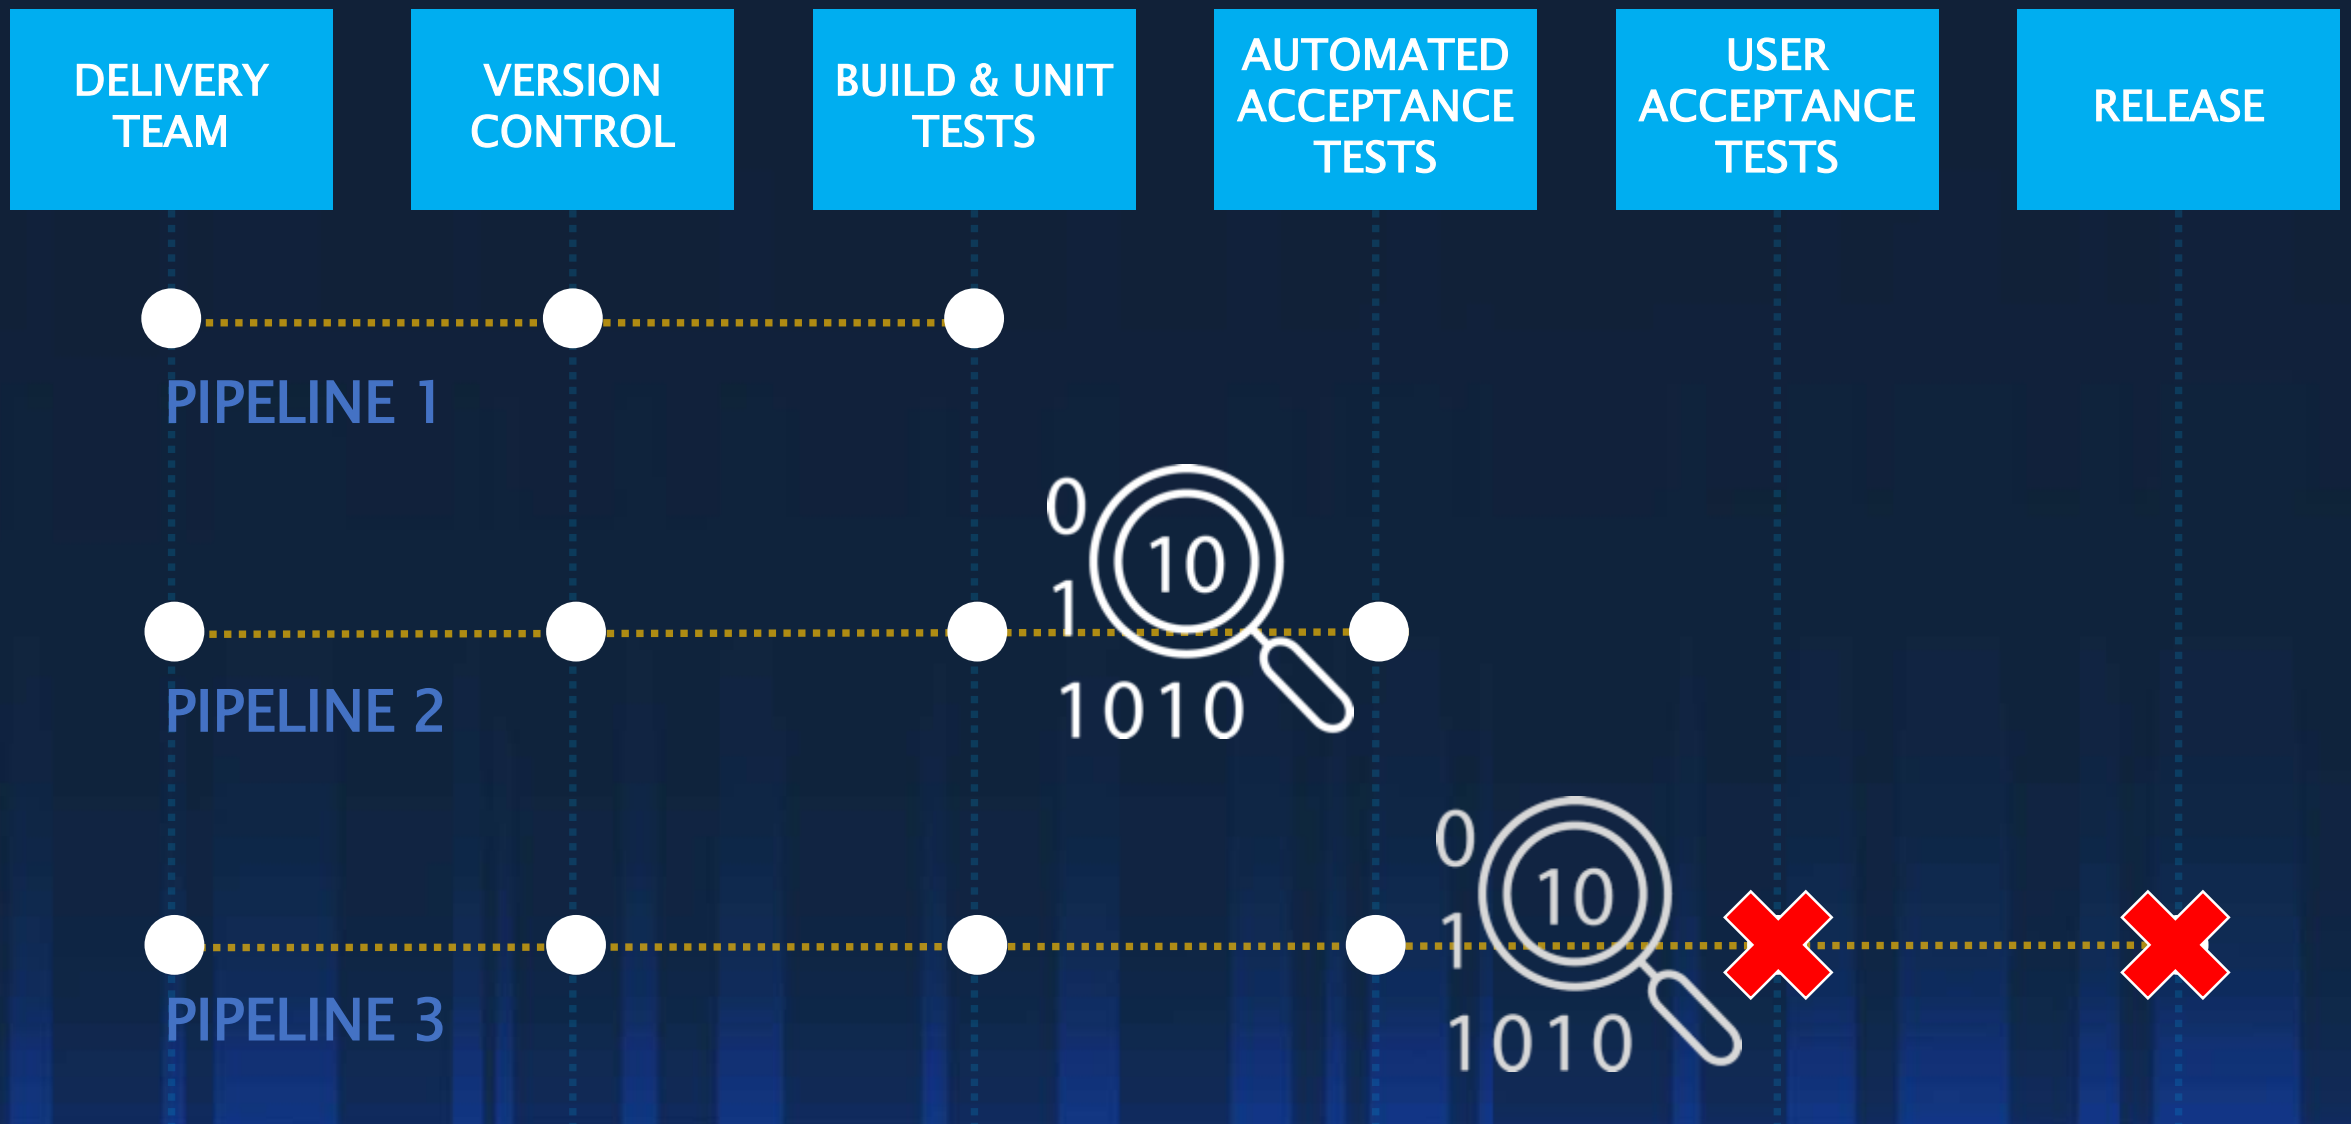 DELIVERY
TEAM
VERSION
CONTROL
BUILD & UNIT
TESTS
AUTOMATED
ACCEPTANCE
TESTS
USER
ACCEPTANCE
TESTS
RELEASE
PIPELINE 1
0
10
1
1010
PIPELINE 2
0
10
1
1010
PIPELINE 3